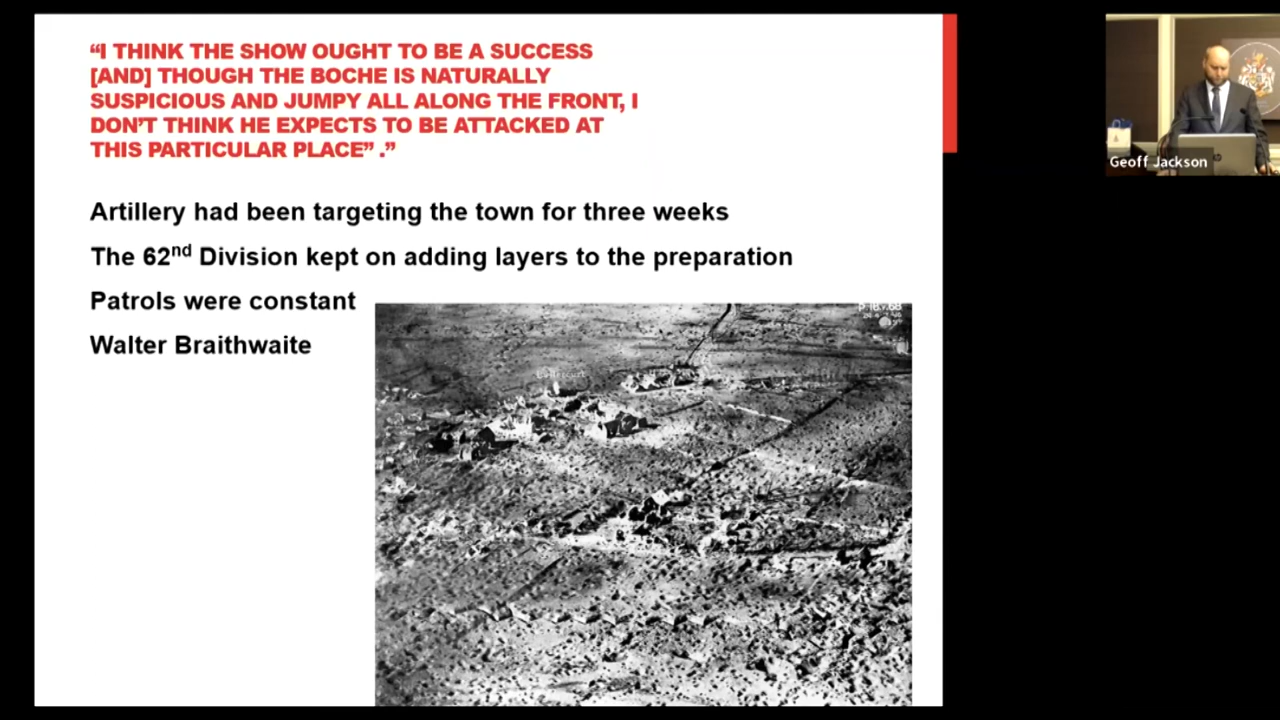 “I THINK THE SHOW OUGHT TO BE A SUCCESS
[AND] THOUGH THE BOCHE IS NATURALLY
SUSPICIOUS AND JUMPY ALL ALONG THE FRONT, I
DON’T THINK HE EXPECTS TO BE ATTACKED AT
THIS PARTICULAR PLACE” .”
Artillery had been targeting the town for three weeks
The 62nd Division kept on adding layers to the preparation
Patrols were constant
Walter Braithwaite
Geoff Jackson